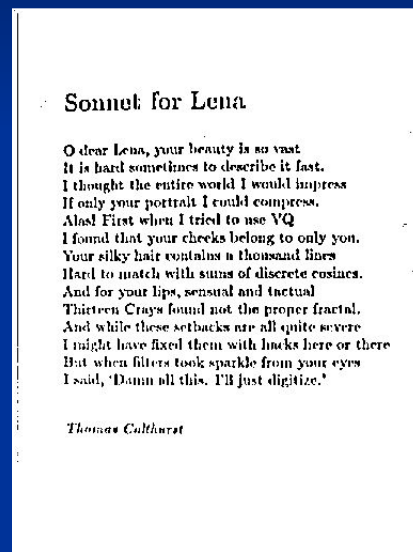 Sonnet for Lena
O dear Lena, your beauty is so vast
It is hard sometimes to describe it fast.
I thought the entire world I would impress
If only your portrait I could compress.
Alas! First when I tried to use VQ
I found that your cheeks belong to only you.
Your silky hair contains a thousand lines
Hard to match with sums of discrete cosines.
And for your lips, sensual and tactual
Thirteen Crays found not the proper fractal.
And while these setbacks are all quite severe
I might have fixed them with hacks here or there
But when filters took sparkle from your eyes
I said, 'Damn all this. I'll just digitize.'
Thomas Colthurst